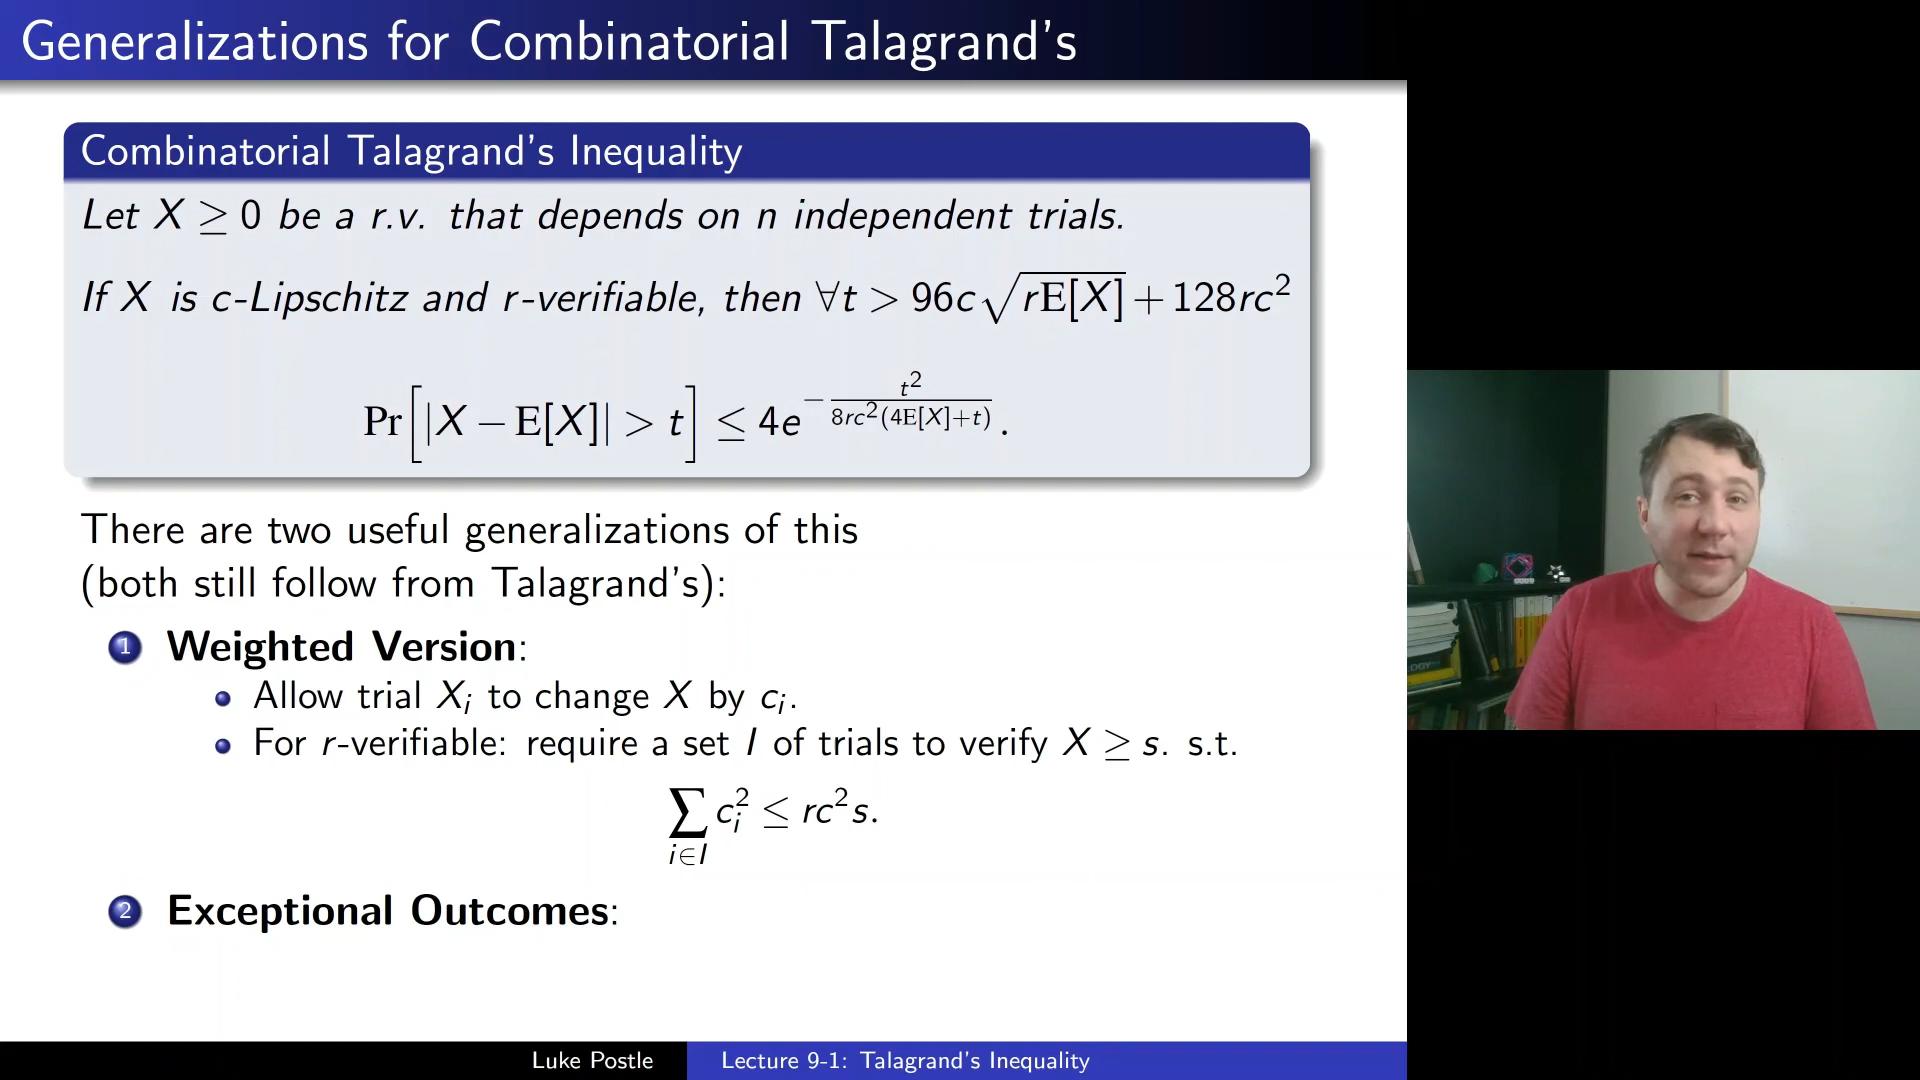 Generalizations for Combinatorial Talagrand's
Combinatorial Talagrand's Inequality
Let X ≥ 0 be a r.v. that depends on n independent trials.
If X is c-Lipschitz and r-verifiable, then ∀t > 96c√(rE[X]) + 128rc²
Pr[|X − E[X]| > t] ≤ 4e^{−t²/(8rc²(4E[X]+t))}.
There are two useful generalizations of this
(both still follow from Talagrand's):
1 Weighted Version:
• Allow trial Xᵢ to change X by cᵢ.
• For r-verifiable: require a set I of trials to verify X ≥ s. s.t.
∑_{i∈I} cᵢ² ≤ rc²s.
2 Exceptional Outcomes:
Luke Postle Lecture 9-1: Talagrand's Inequality